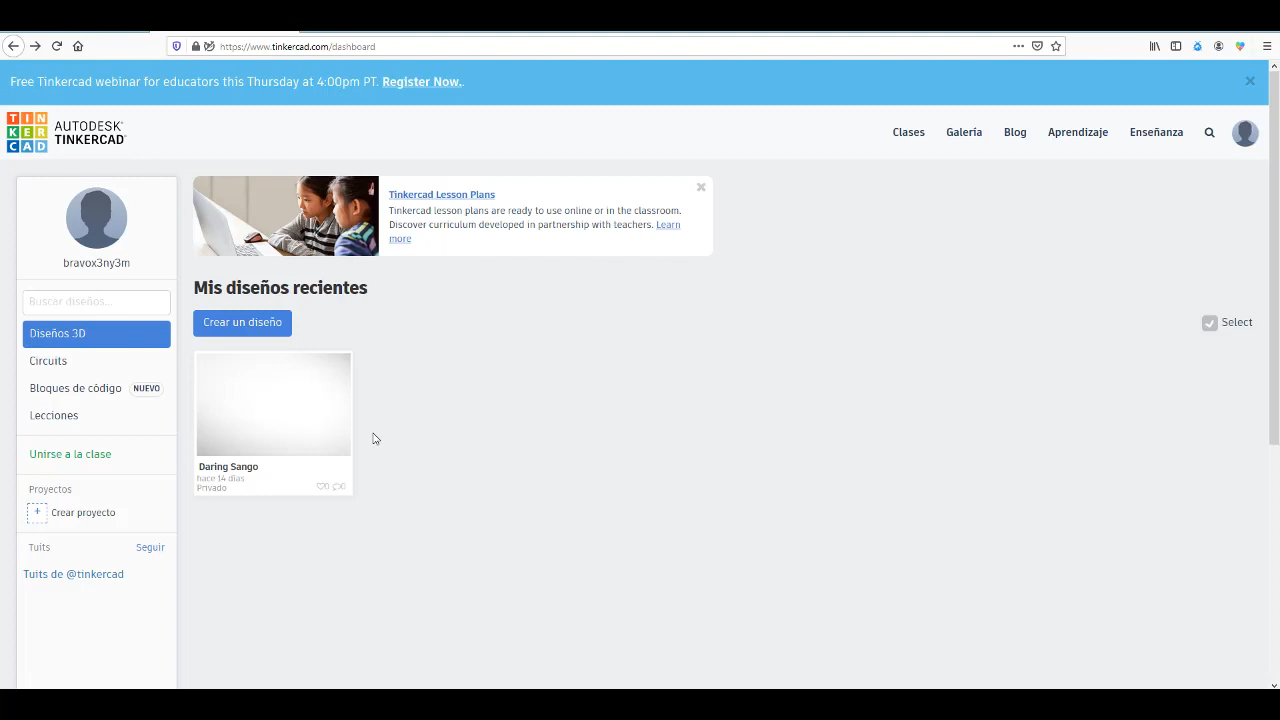 https://www.tinkercad.com/dashboard
Free Tinkercad webinar for educators this Thursday at 4:00pm PT. Register Now..
TIN
KER
CAD
AUTODESK®
TINKERCAD
Clases
Galería
Blog
Aprendizaje
Enseñanza
bravox3ny3m
Buscar diseños...
Diseños 3D
Circuits
Bloques de código NUEVO
Lecciones
Unirse a la clase
Proyectos
+ Crear proyecto
Tuits Seguir
Tuits de @tinkercad
Tinkercad Lesson Plans
Tinkercad lesson plans are ready to use online or in the classroom.
Discover curriculum developed in partnership with teachers. Learn
more
Mis diseños recientes
Crear un diseño
Select
Daring Sango
hace 14 días
Privado
0 0